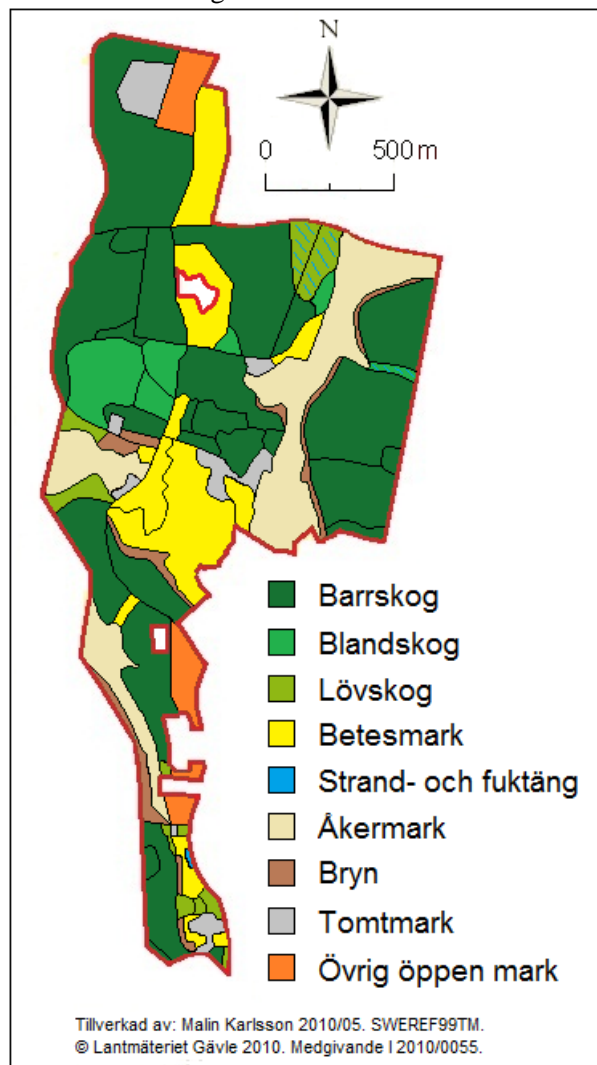 N
0 500 m
Barrskog
Blandskog
Lövskog
Betesmark
Strand- och fuktäng
Åkermark
Bryn
Tomtmark
Övrig öppen mark
Tillverkad av: Malin Karlsson 2010/05. SWEREF99TM.
© Lantmäteriet Gävle 2010. Medgivande I 2010/0055.